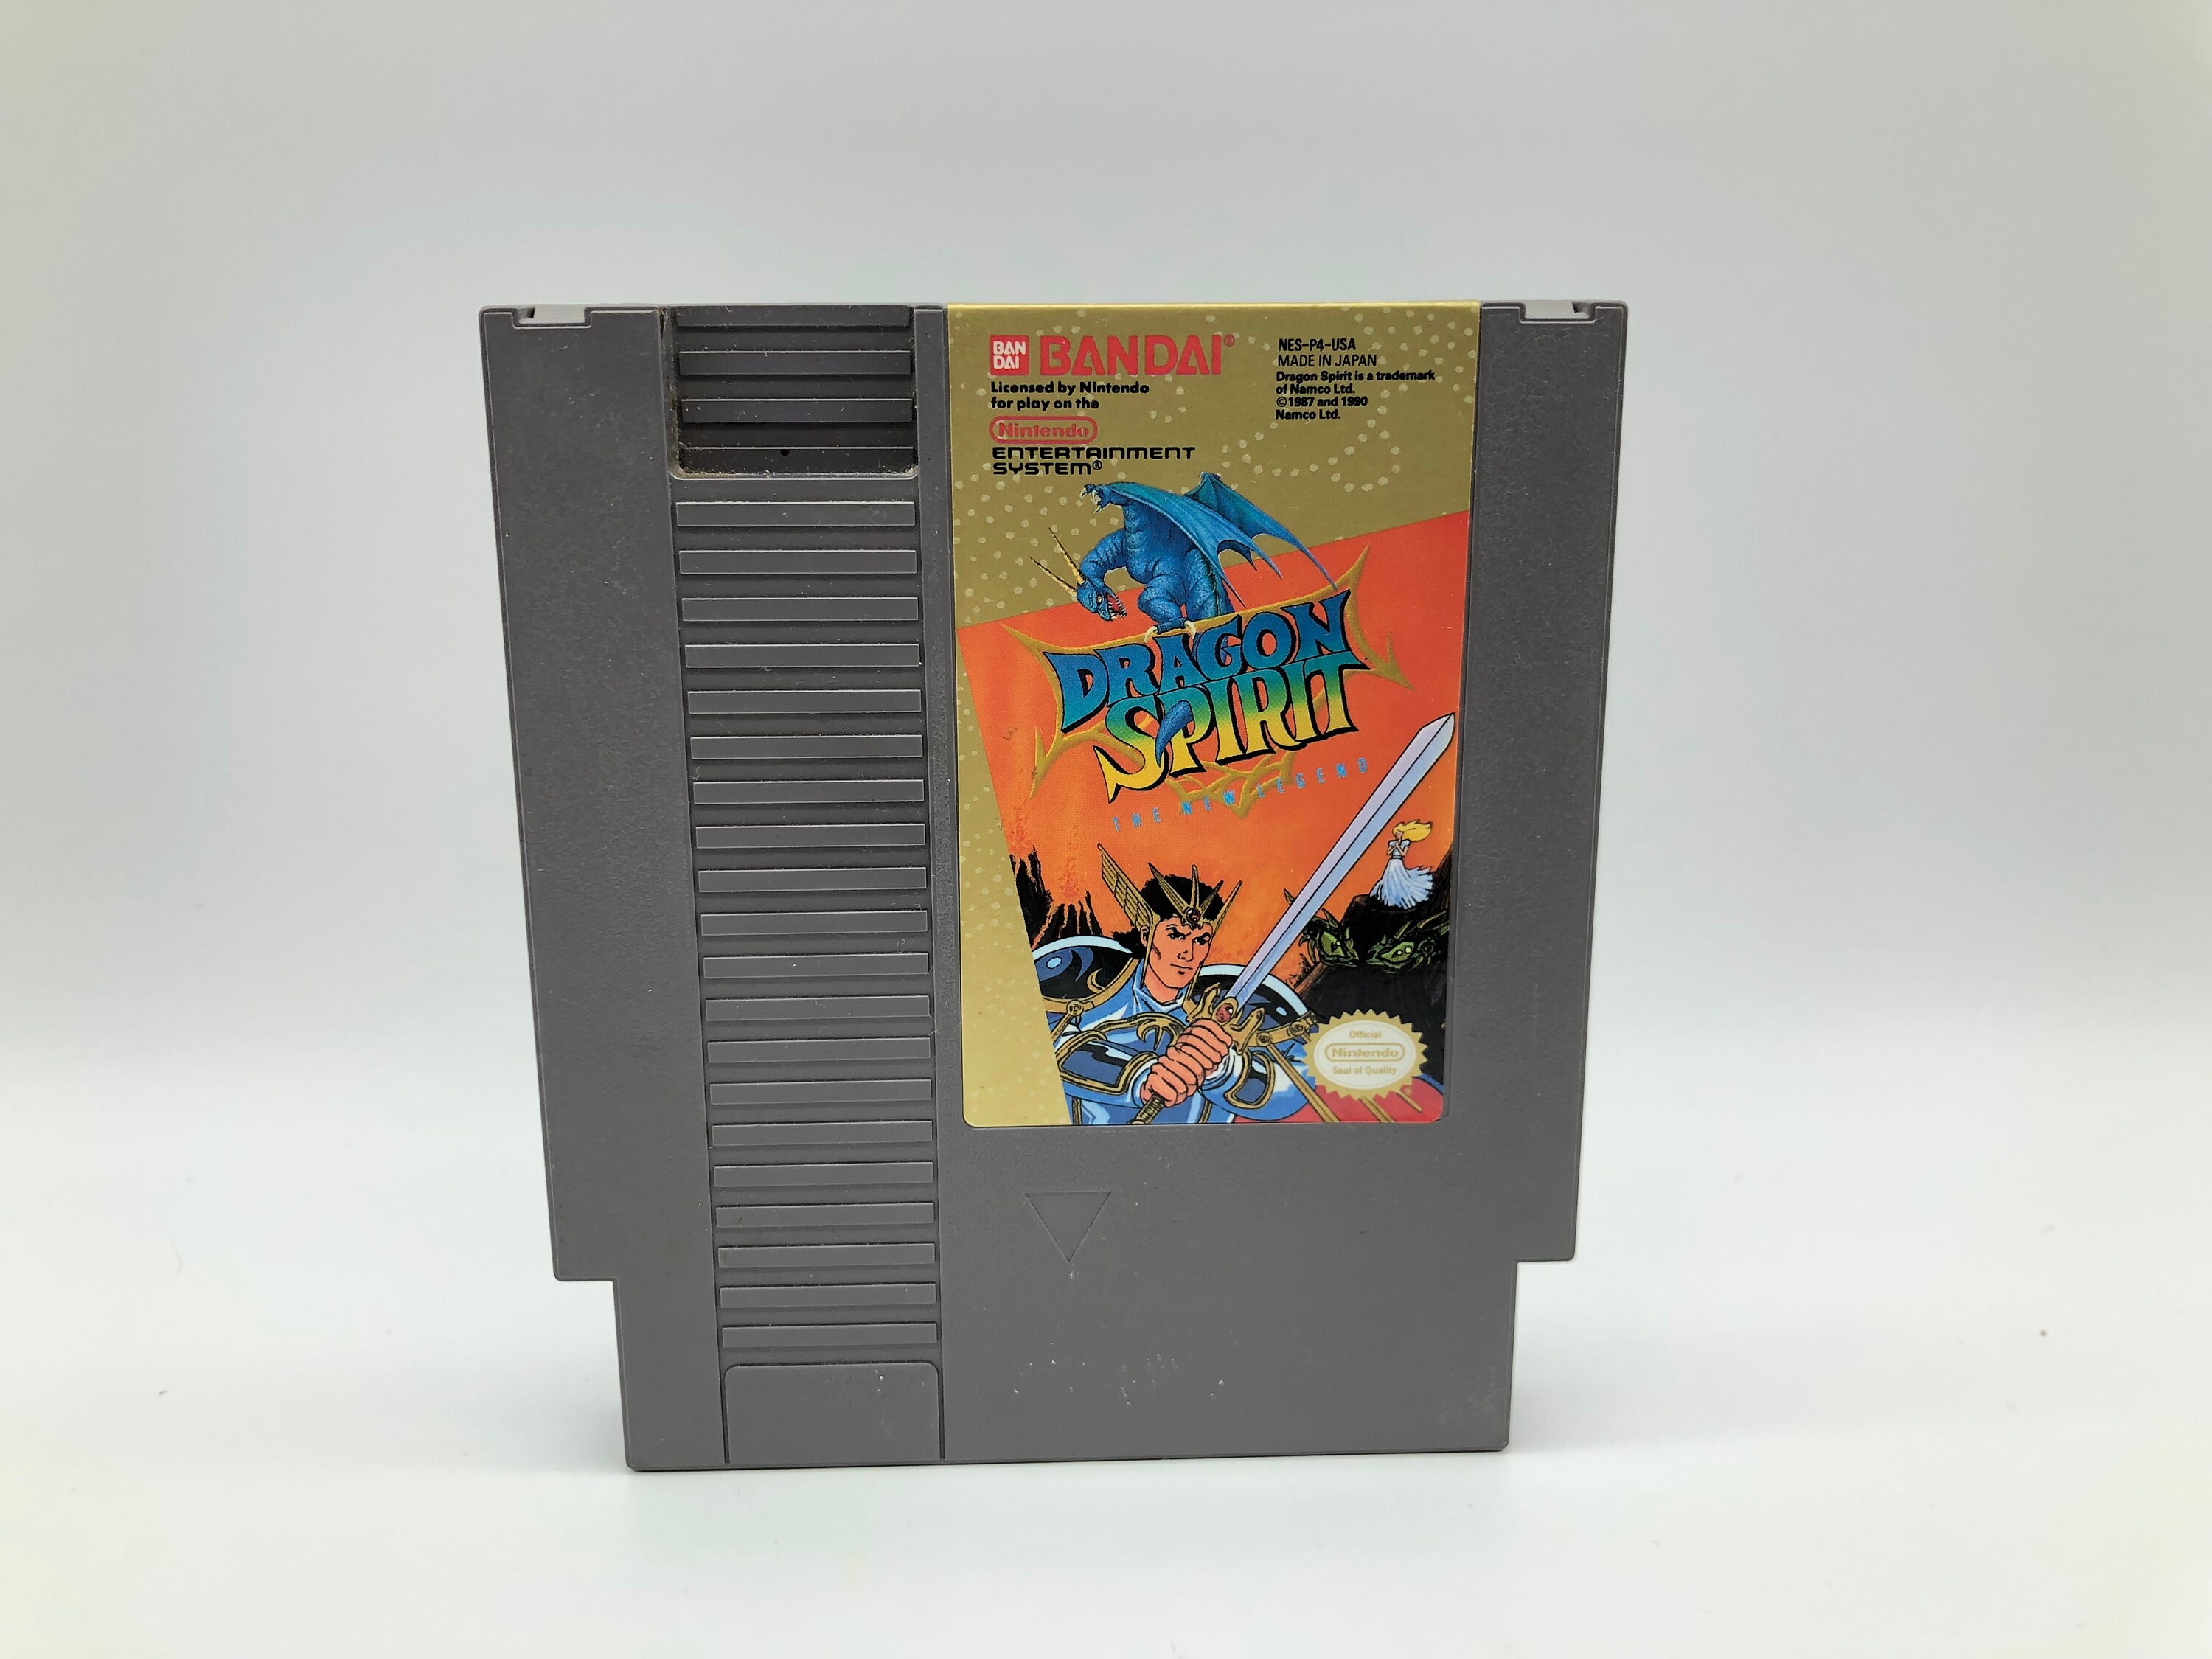 BAN
DAI
BANDAI®
Licensed by Nintendo
for play on the
Nintendo
ENTERTAINMENT
SYSTEM®
NES-P4-USA
MADE IN JAPAN
Dragon Spirit is a trademark
of Namco Ltd.
©1987 and 1990
Namco Ltd.
DRAGON
SPIRIT
THE NEW LEGEND
Official
Nintendo
Seal of Quality